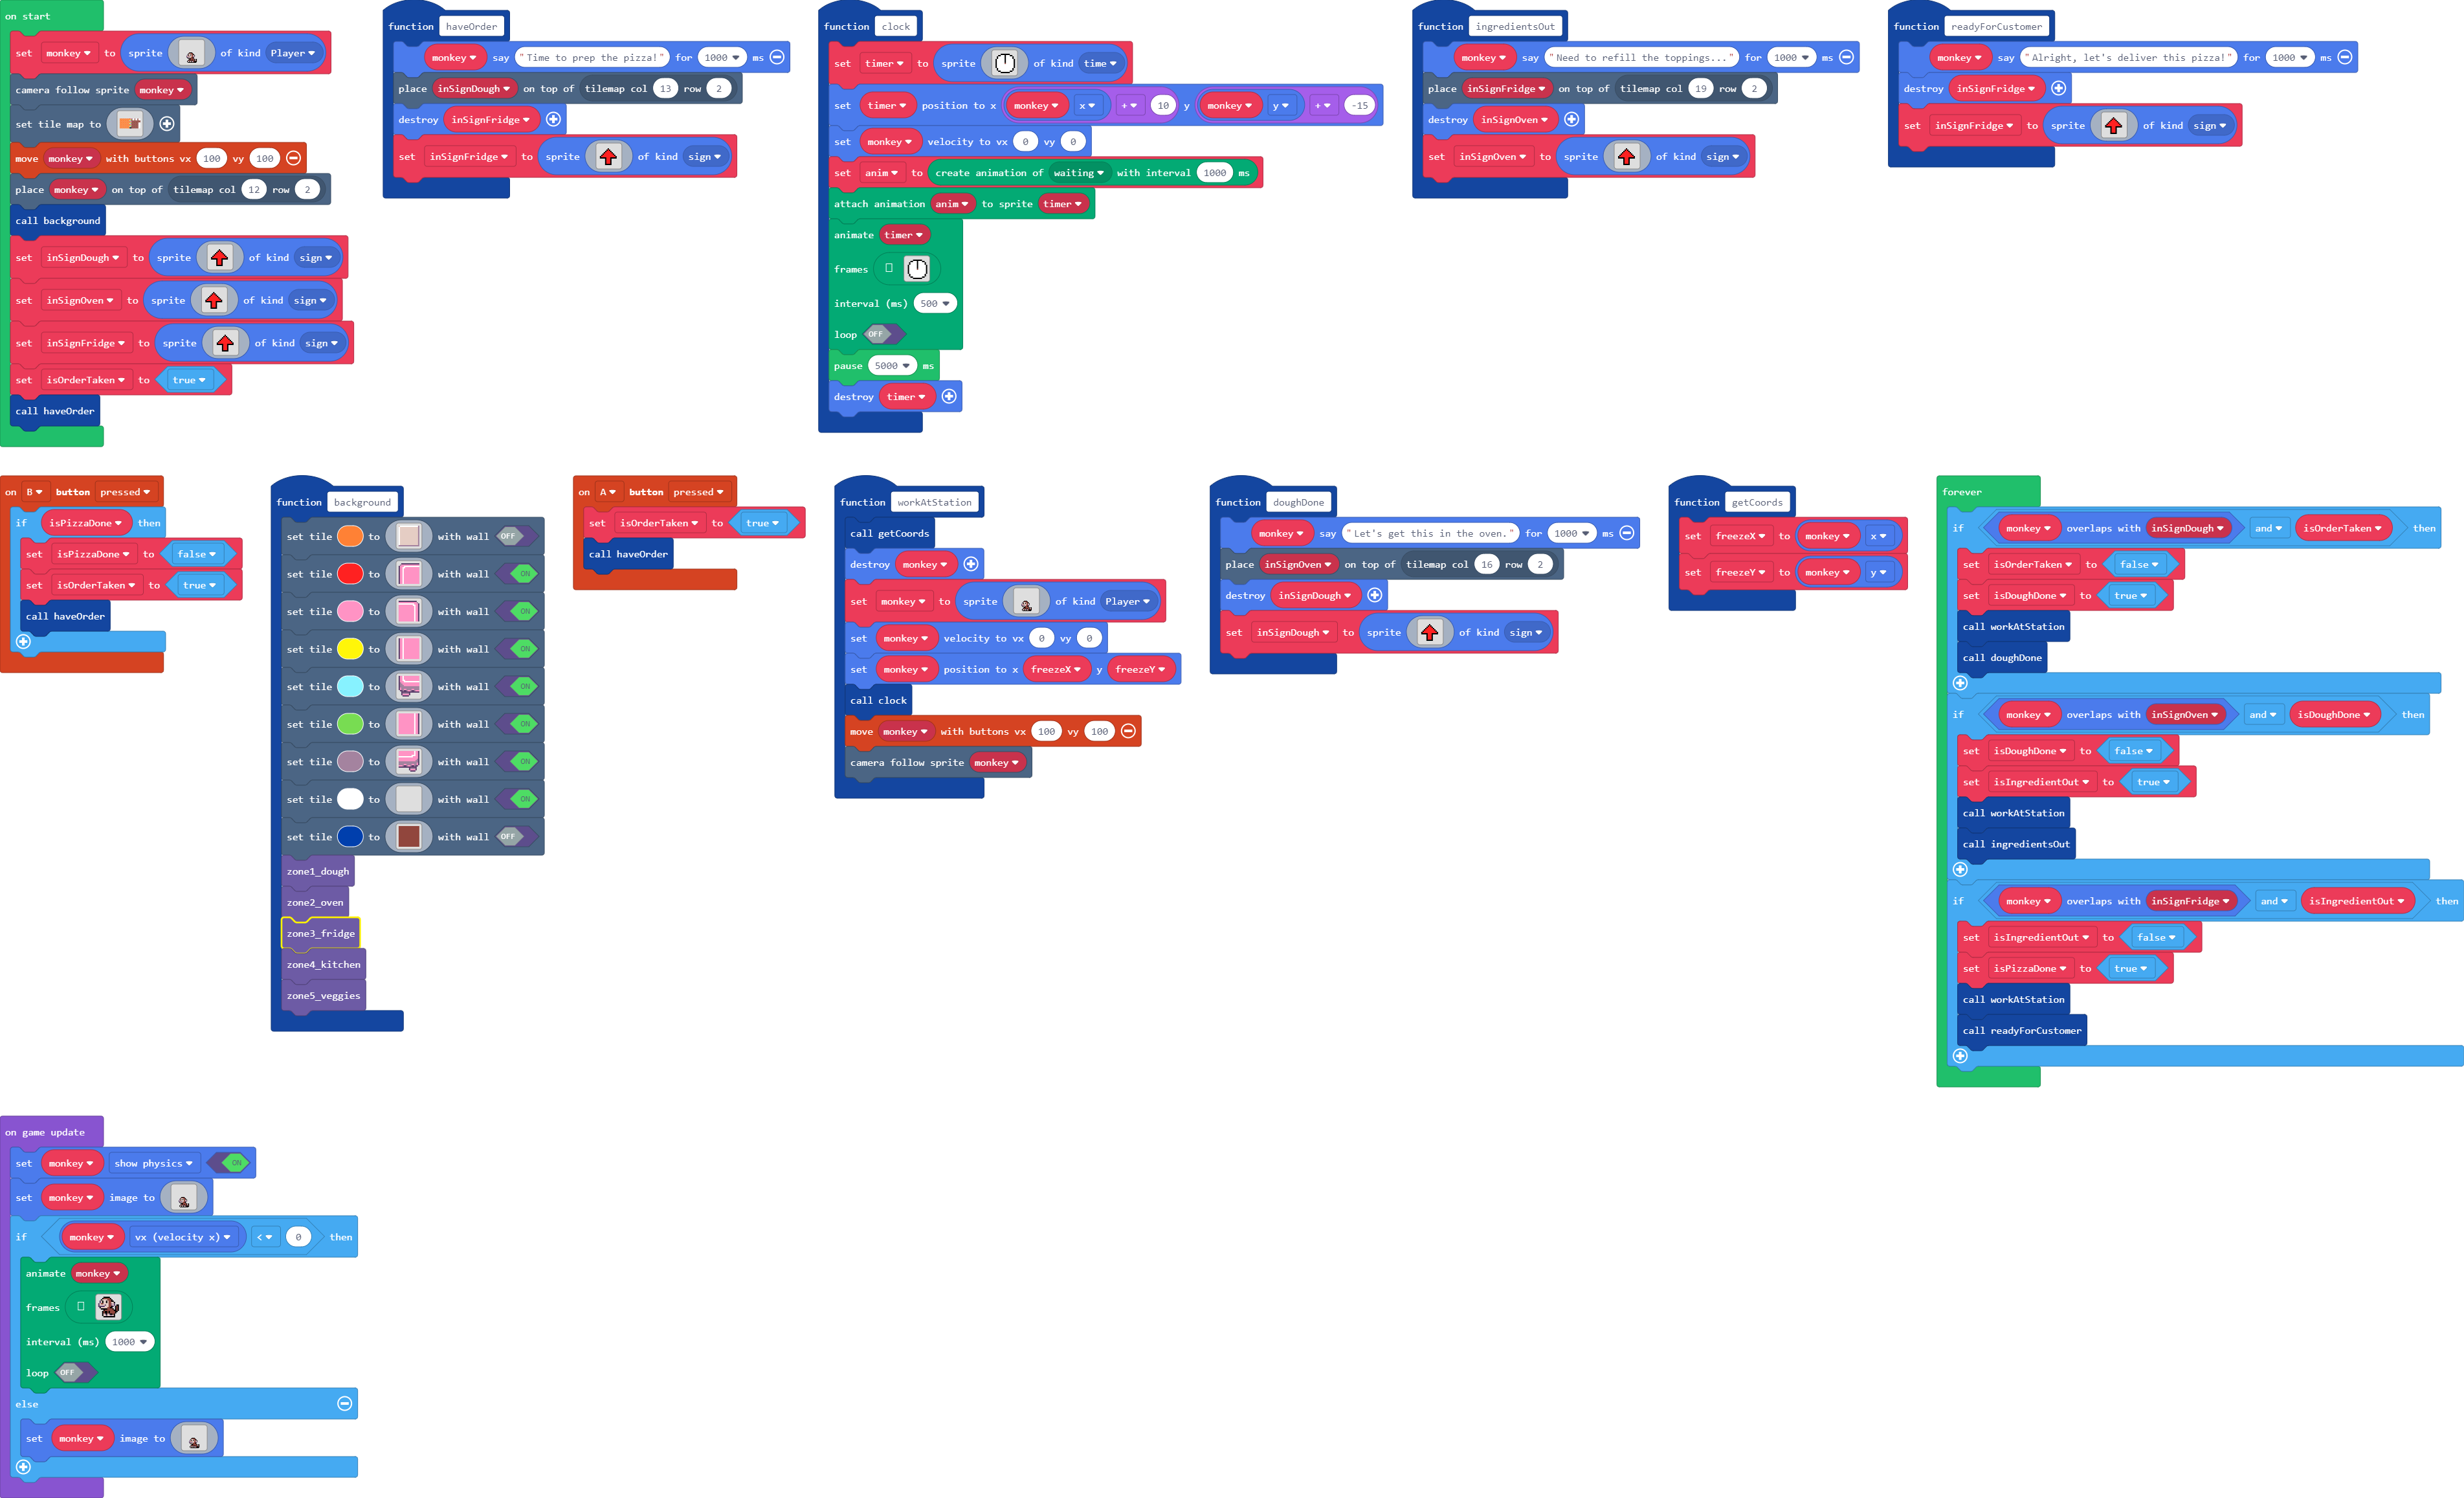 on start
set monkey to sprite of kind Player
camera follow sprite monkey
set tile map to
move monkey with buttons vx 100 vy 100
place monkey on top of tilemap col 12 row 2
call background
set inSignDough to sprite of kind sign
set inSignOven to sprite of kind sign
set inSignFridge to sprite of kind sign
set isOrderTaken to true
call haveOrder
function haveOrder
monkey say "Time to prep the pizza!" for 1000 ms
place inSignDough on top of tilemap col 13 row 2
destroy inSignFridge
set inSignFridge to sprite of kind sign
function clock
set timer to sprite of kind time
set timer position to x monkey x + 10 y monkey y + -15
set monkey velocity to vx 0 vy 0
set anim to create animation of waiting with interval 1000 ms
attach animation anim to sprite timer
animate timer
frames
interval (ms) 500
loop OFF
pause 5000 ms
destroy timer
function ingredientsOut
monkey say "Need to refill the toppings..." for 1000 ms
place inSignFridge on top of tilemap col 19 row 2
destroy inSignOven
set inSignOven to sprite of kind sign
function readyForCustomer
monkey say "Alright, let's deliver this pizza!" for 1000 ms
destroy inSignFridge
set inSignFridge to sprite of kind sign
on B button pressed
if isPizzaDone then
set isPizzaDone to false
set isOrderTaken to true
call haveOrder
function background
set tile to with wall OFF
set tile to with wall ON
set tile to with wall ON
set tile to with wall ON
set tile to with wall ON
set tile to with wall ON
set tile to with wall ON
set tile to with wall ON
set tile to with wall OFF
zone1_dough
zone2_oven
zone3_fridge
zone4_kitchen
zone5_veggies
on A button pressed
set isOrderTaken to true
call haveOrder
function workAtStation
call getCoords
destroy monkey
set monkey to sprite of kind Player
set monkey velocity to vx 0 vy 0
set monkey position to x freezeX y freezeY
call clock
move monkey with buttons vx 100 vy 100
camera follow sprite monkey
function doughDone
monkey say "Let's get this in the oven." for 1000 ms
place inSignOven on top of tilemap col 16 row 2
destroy inSignDough
set inSignDough to sprite of kind sign
function getCoords
set freezeX to monkey x
set freezeY to monkey y
forever
if monkey overlaps with inSignDough and isOrderTaken then
set isOrderTaken to false
set isDoughDone to true
call workAtStation
call doughDone
if monkey overlaps with inSignOven and isDoughDone then
set isDoughDone to false
set isIngredientOut to true
call workAtStation
call ingredientsOut
if monkey overlaps with inSignFridge and isIngredientOut then
set isIngredientOut to false
set isPizzaDone to true
call workAtStation
call readyForCustomer
on game update
set monkey show physics ON
set monkey image to
if monkey vx (velocity x) < 0 then
animate monkey
frames
interval (ms) 1000
loop OFF
else
set monkey image to